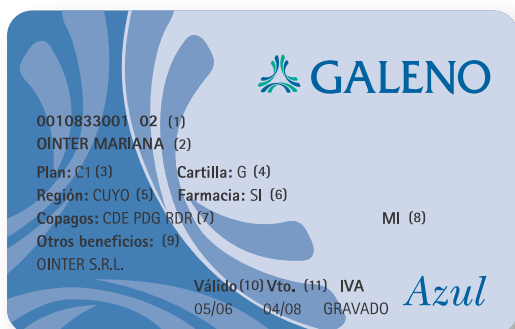 GALENO
0010833001 02 (1)
OINTER MARIANA (2)
Plan: C1 (3) Cartilla: G (4)
Región: CUYO (5) Farmacia: SI (6)
Copagos: CDE PDG RDR (7) MI (8)
Otros beneficios: (9)
OINTER S.R.L.
Válido (10) Vto. (11) IVA
05/06 04/08 GRAVADO
Azul